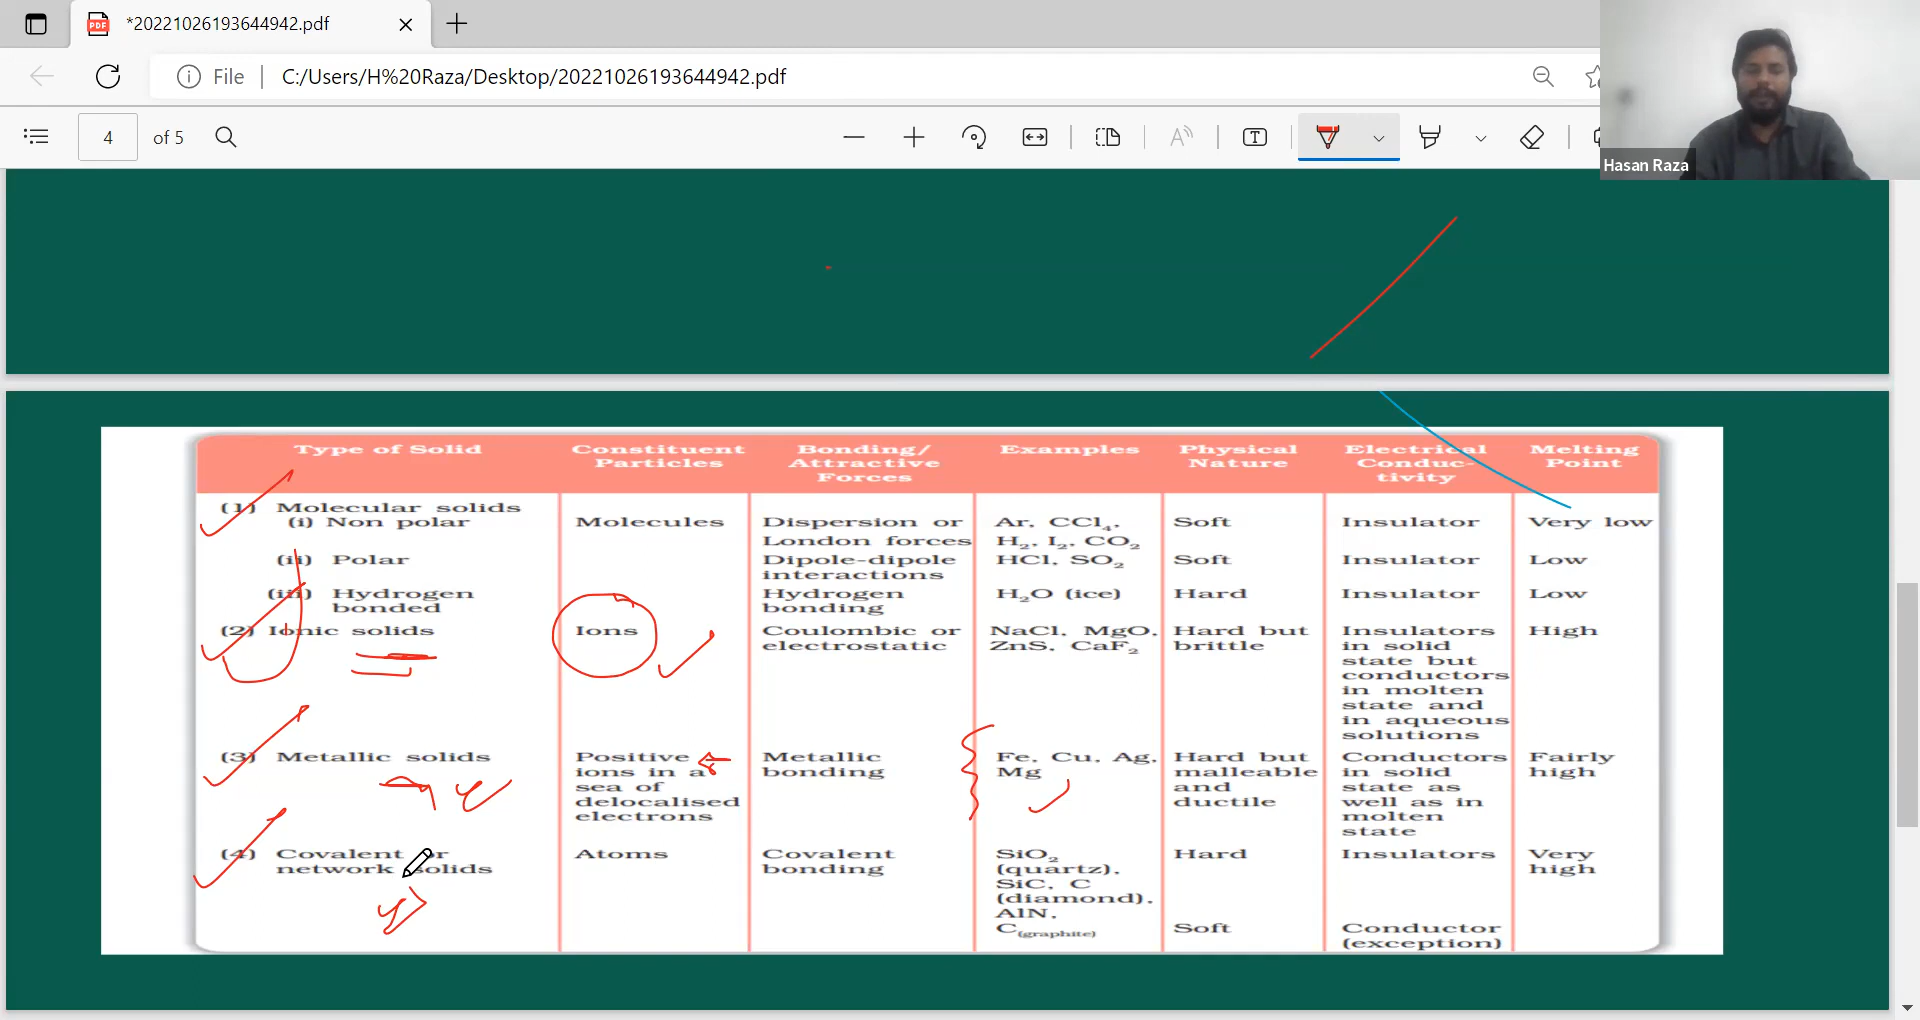 *20221026193644942.pdf
File
C:/Users/H%20Raza/Desktop/20221026193644942.pdf
4 of 5
Hasan Raza
Type of Solid
Constituent Particles
Bonding/ Attractive Forces
Examples
Physical Nature
Electrical Conduc- tivity
Melting Point
(1) Molecular solids
(i) Non polar
Molecules
Dispersion or London forces
Ar, CCl₄, H₂, I₂, CO₂
Soft
Insulator
Very low
(ii) Polar
Dipole-dipole interactions
HCl, SO₂
Soft
Insulator
Low
(iii) Hydrogen bonded
Hydrogen bonding
H₂O (ice)
Hard
Insulator
Low
(2) Ionic solids
Ions
Coulombic or electrostatic
NaCl, MgO, ZnS, CaF₂
Hard but brittle
Insulators in solid state but conductors in molten state and in aqueous solutions
High
(3) Metallic solids
Positive ions in a sea of delocalised electrons
Metallic bonding
Fe, Cu, Ag, Mg
Hard but malleable and ductile
Conductors in solid state as well as in molten state
Fairly high
(4) Covalent or network solids
Atoms
Covalent bonding
SiO₂ (quartz), SiC, C (diamond), AlN,
Hard
Insulators
Very high
C(graphite)
Soft
Conductor (exception)